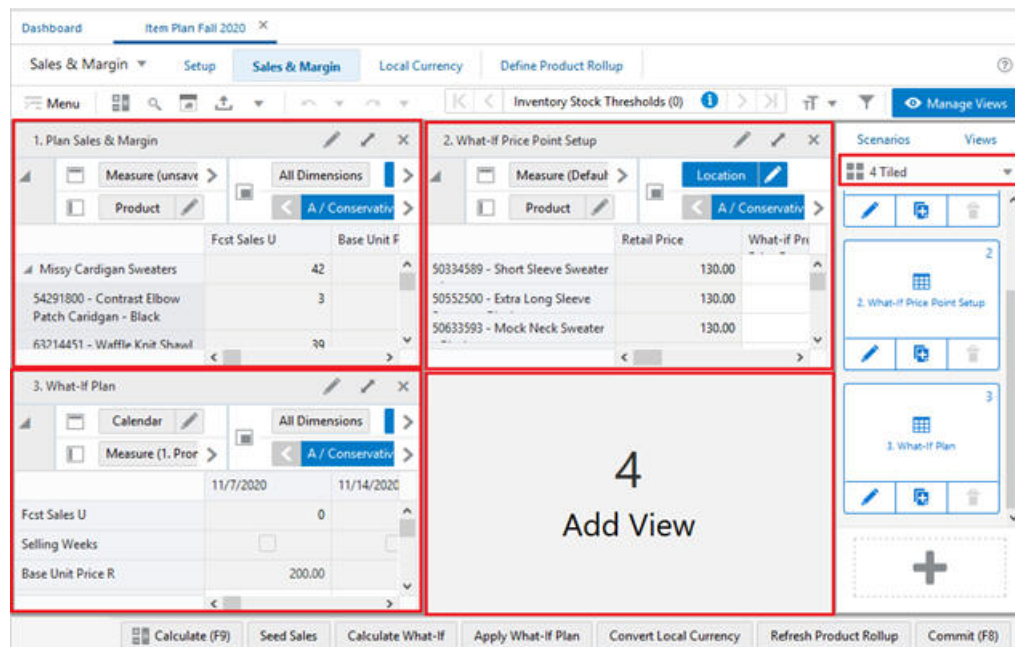 Dashboard Item Plan Fall 2020
Sales & Margin Setup Sales & Margin Local Currency Define Product Rollup
Menu Inventory Stock Thresholds (0) Manage Views
1. Plan Sales & Margin
Measure (unsave All Dimensions
Product A / Conservativ
Fcst Sales U Base Unit P
Missy Cardigan Sweaters 42
54291800 - Contrast Elbow 3
Patch Caridgan - Black
63214451 - Waffle Knit Shawl 39
2. What-If Price Point Setup
Measure (Defaul Location
Product A / Conservativ
Retail Price What-if Pri
50334589 - Short Sleeve Sweater 130.00
50552500 - Extra Long Sleeve 130.00
50633593 - Mock Neck Sweater 130.00
3. What-If Plan
Calendar All Dimensions
Measure (1. Pror A / Conservativ
11/7/2020 11/14/2020
Fcst Sales U 0
Selling Weeks
Base Unit Price R 200.00
4
Add View
Scenarios Views
4 Tiled
2
2. What-If Price Point Setup
3
3. What-If Plan
Calculate (F9) Seed Sales Calculate What-If Apply What-If Plan Convert Local Currency Refresh Product Rollup Commit (F8)